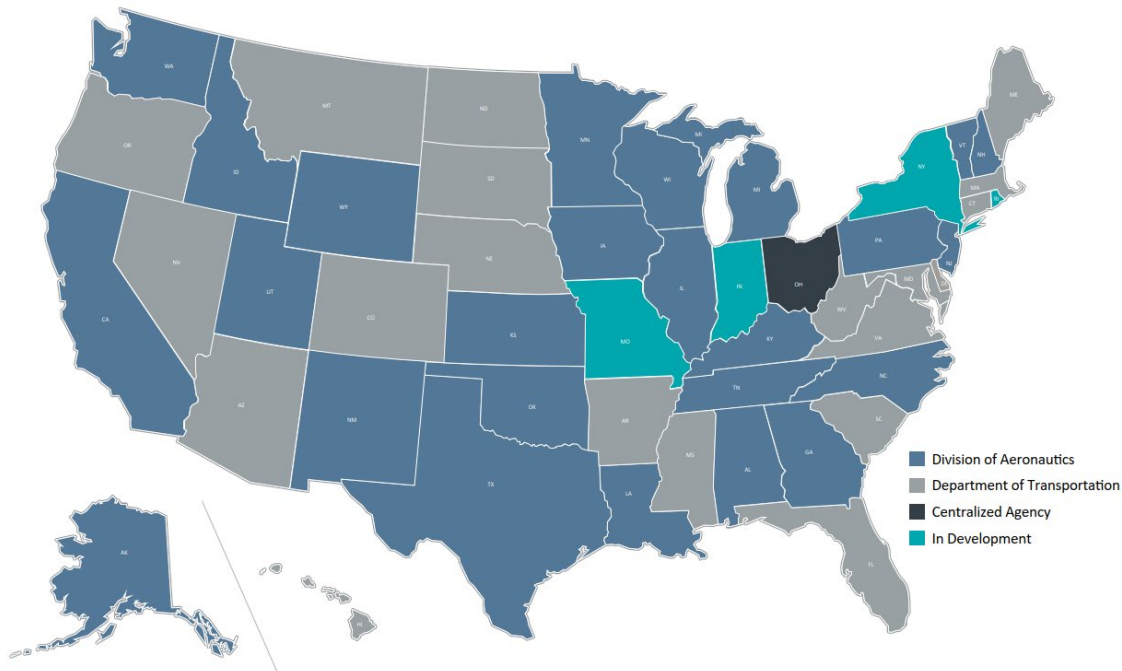 WA
MT
ND
MN
ME
OR
ID
WY
SD
WI
MI
MI
NY
VT
NH
MA
CT
RI
NV
UT
CO
NE
IA
IL
IN
OH
PA
NJ
MD
DE
WV
VA
CA
KS
MO
KY
AZ
NM
OK
AR
TN
NC
SC
TX
LA
MS
AL
GA
FL
AK
HI
Division of Aeronautics
Department of Transportation
Centralized Agency
In Development